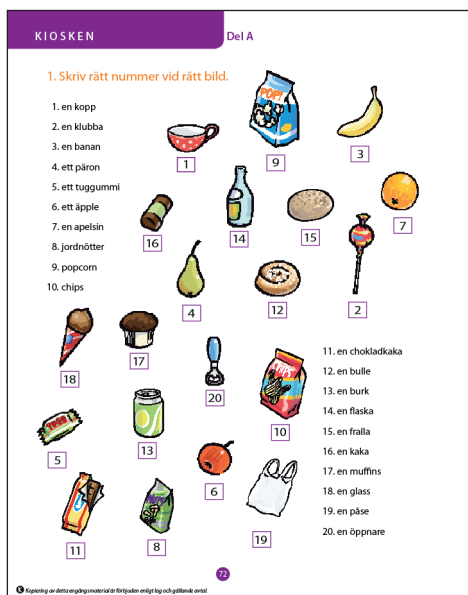 KIOSKEN
Del A
1. Skriv rätt nummer vid rätt bild.
1. en kopp
2. en klubba
3. en banan
4. ett päron
5. ett tuggummi
6. ett äpple
7. en apelsin
8. jordnötter
9. popcorn
10. chips
POP!
1
9
3
16
14
15
7
4
12
2
18
17
20
10
5
13
6
11
8
19
11. en chokladkaka
12. en bulle
13. en burk
14. en flaska
15. en fralla
16. en kaka
17. en muffins
18. en glass
19. en påse
20. en öppnare
72
Kopiering av detta engångsmaterial är förbjuden enligt lag och gällande avtal